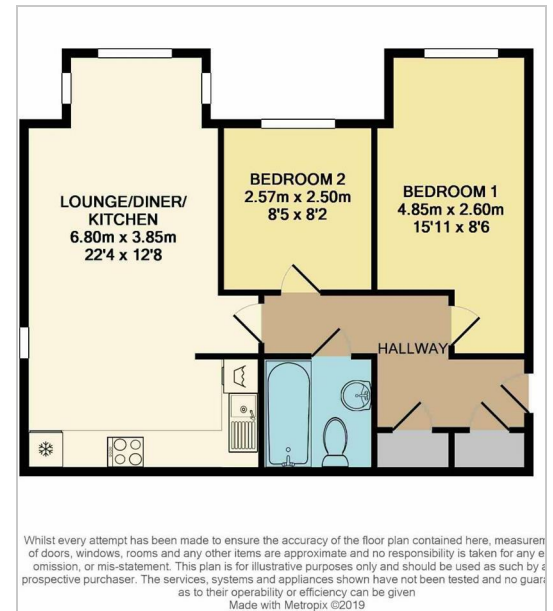 LOUNGE/DINER/
KITCHEN
6.80m x 3.85m
22'4 x 12'8
BEDROOM 2
2.57m x 2.50m
8'5 x 8'2
BEDROOM 1
4.85m x 2.60m
15'11 x 8'6
HALLWAY
Whilst every attempt has been made to ensure the accuracy of the floor plan contained here, measurem
of doors, windows, rooms and any other items are approximate and no responsibility is taken for any e
omission, or mis-statement. This plan is for illustrative purposes only and should be used as such by a
prospective purchaser. The services, systems and appliances shown have not been tested and no guara
as to their operability or efficiency can be given
Made with Metropix ©2019